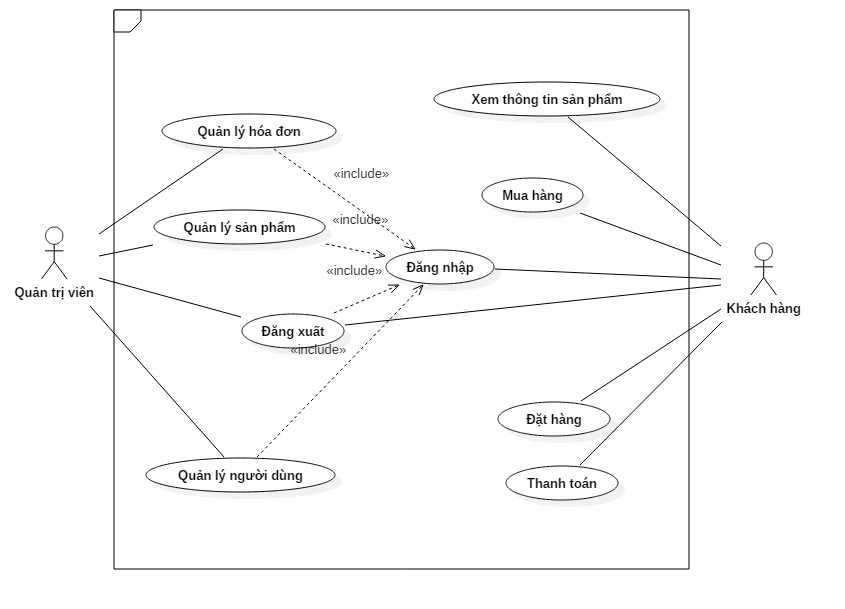 Xem thông tin sản phẩm
Quản lý hóa đơn
«include»
Mua hàng
«include»
Quản lý sản phẩm
Đăng nhập
«include»
Quản trị viên
Khách hàng
Đăng xuất
«include»
Đặt hàng
Quản lý người dùng
Thanh toán